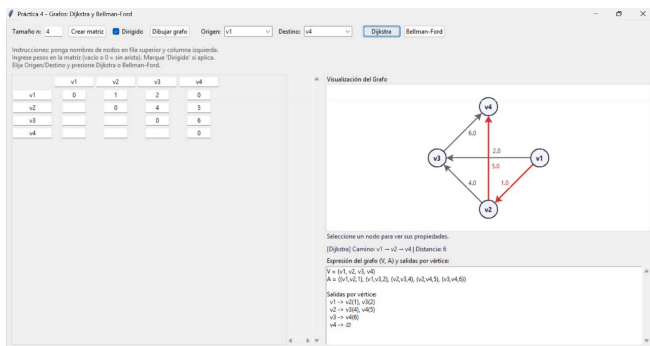 Práctica 4 - Grafos: Dijkstra y Bellman-Ford
Tamaño n: 4 Crear matriz Dirigido Dibujar grafo Origen: v1 Destino: v4 Dijkstra Bellman-Ford
Instrucciones: ponga nombres de nodos en fila superior y columna izquierda.
Ingrese pesos en la matriz (vacío o 0 = sin arista). Marque 'Dirigido' si aplica.
Elija Origen/Destino y presione Dijkstra o Bellman-Ford.
v1 v2 v3 v4
v1 0 1 2 0
v2 0 4 5
v3 0 6
v4 0
Visualización del Grafo
v4
6.0
v3 2.0 v1
5.0
4.0 1.0
v2
Seleccione un nodo para ver sus propiedades.
[Dijkstra] Camino: v1 → v2 → v4 | Distancia: 6
Expresión del grafo (V, A) y salidas por vértice:
V = {v1, v2, v3, v4}
A = {(v1,v2,1), (v1,v3,2), (v2,v3,4), (v2,v4,5), (v3,v4,6)}
Salidas por vértice:
v1 -> v2(1), v3(2)
v2 -> v3(4), v4(5)
v3 -> v4(6)
v4 -> ∅